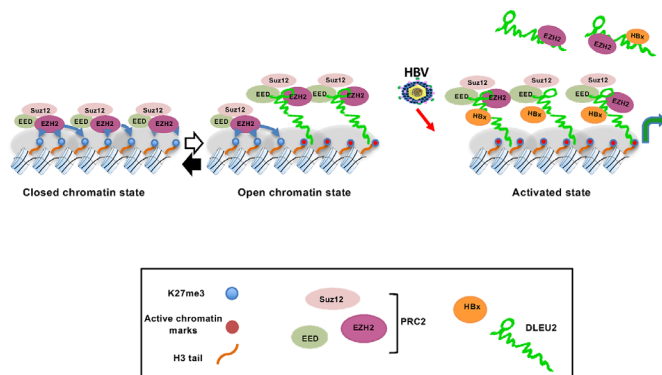 EZH2
EZH2
HBx
HBV
Suz12
Suz12
EED
EZH2
EED
Suz12
EED
EZH2
Suz12
EED
EZH2
Suz12
EED
EZH2
Suz12
EED
EZH2
Suz12
EED
EZH2
HBx
Suz12
EED
HBx
Suz12
EED
EZH2
HBx
Closed chromatin state
Open chromatin state
Activated state
K27me3
Active chromatin
marks
H3 tail
Suz12
EZH2
EED
PRC2
HBx
DLEU2